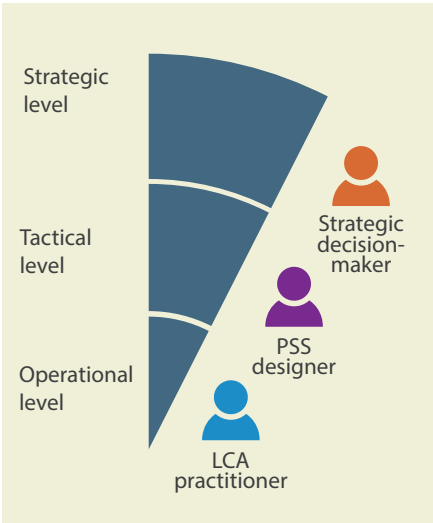 Strategic
level
Strategic
decision-
maker
Tactical
level
PSS
designer
Operational
level
LCA
practitioner